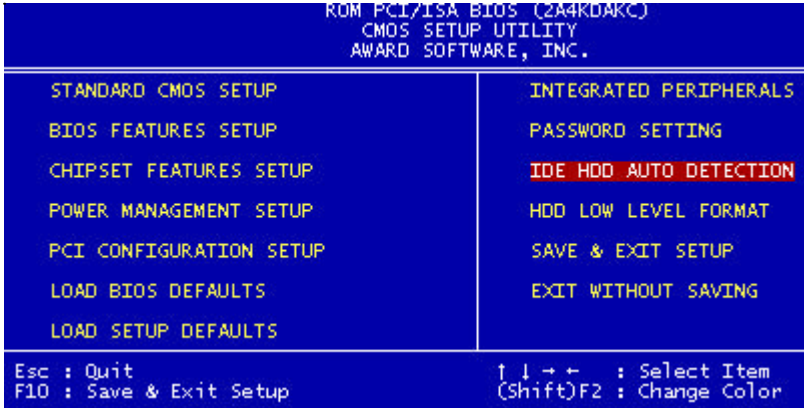 ROM PCI/ISA BIOS (2A4KDAKC)
CMOS SETUP UTILITY
AWARD SOFTWARE, INC.
STANDARD CMOS SETUP
BIOS FEATURES SETUP
CHIPSET FEATURES SETUP
POWER MANAGEMENT SETUP
PCI CONFIGURATION SETUP
LOAD BIOS DEFAULTS
LOAD SETUP DEFAULTS
INTEGRATED PERIPHERALS
PASSWORD SETTING
IDE HDD AUTO DETECTION
HDD LOW LEVEL FORMAT
SAVE & EXIT SETUP
EXIT WITHOUT SAVING
Esc : Quit
F10 : Save & Exit Setup
↑ ↓ → ← : Select Item
(Shift)F2 : Change Color